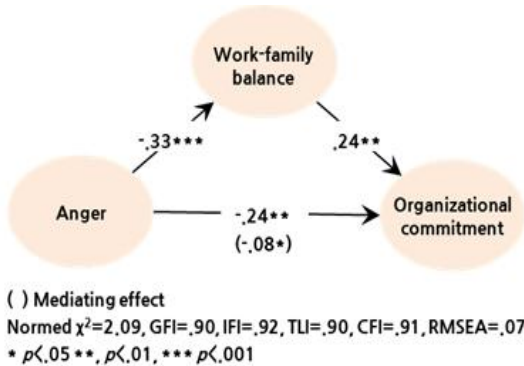 Work-family
balance
-.33***
.24**
Anger
-.24**
(-.08*)
Organizational
commitment
( ) Mediating effect
Normed χ²=2.09, GFI=.90, IFI=.92, TLI=.90, CFI=.91, RMSEA=.07
* p<.05 **, p<.01, *** p<.001